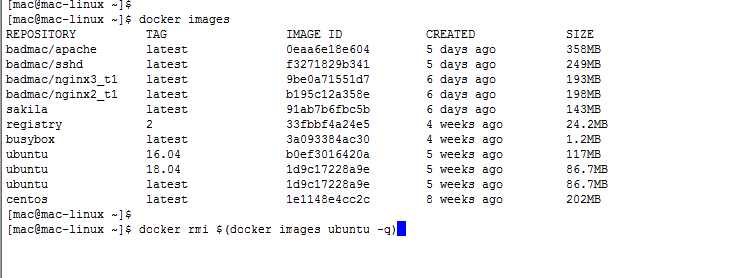 [mac@mac-linux ~]$
[mac@mac-linux ~]$ docker images
REPOSITORY TAG IMAGE ID CREATED SIZE
badmac/apache latest 0eaa6e18e604 5 days ago 358MB
badmac/sshd latest f3271829b341 5 days ago 249MB
badmac/nginx3_t1 latest 9be0a71551d7 6 days ago 193MB
badmac/nginx2_t1 latest b195c12a358e 6 days ago 198MB
sakila latest 91ab7b6fbc5b 6 days ago 143MB
registry 2 33fbbf4a24e5 4 weeks ago 24.2MB
busybox latest 3a093384ac30 4 weeks ago 1.2MB
ubuntu 16.04 b0ef3016420a 5 weeks ago 117MB
ubuntu 18.04 1d9c17228a9e 5 weeks ago 86.7MB
ubuntu latest 1d9c17228a9e 5 weeks ago 86.7MB
centos latest 1e1148e4cc2c 8 weeks ago 202MB
[mac@mac-linux ~]$
[mac@mac-linux ~]$ docker rmi $(docker images ubuntu -q)